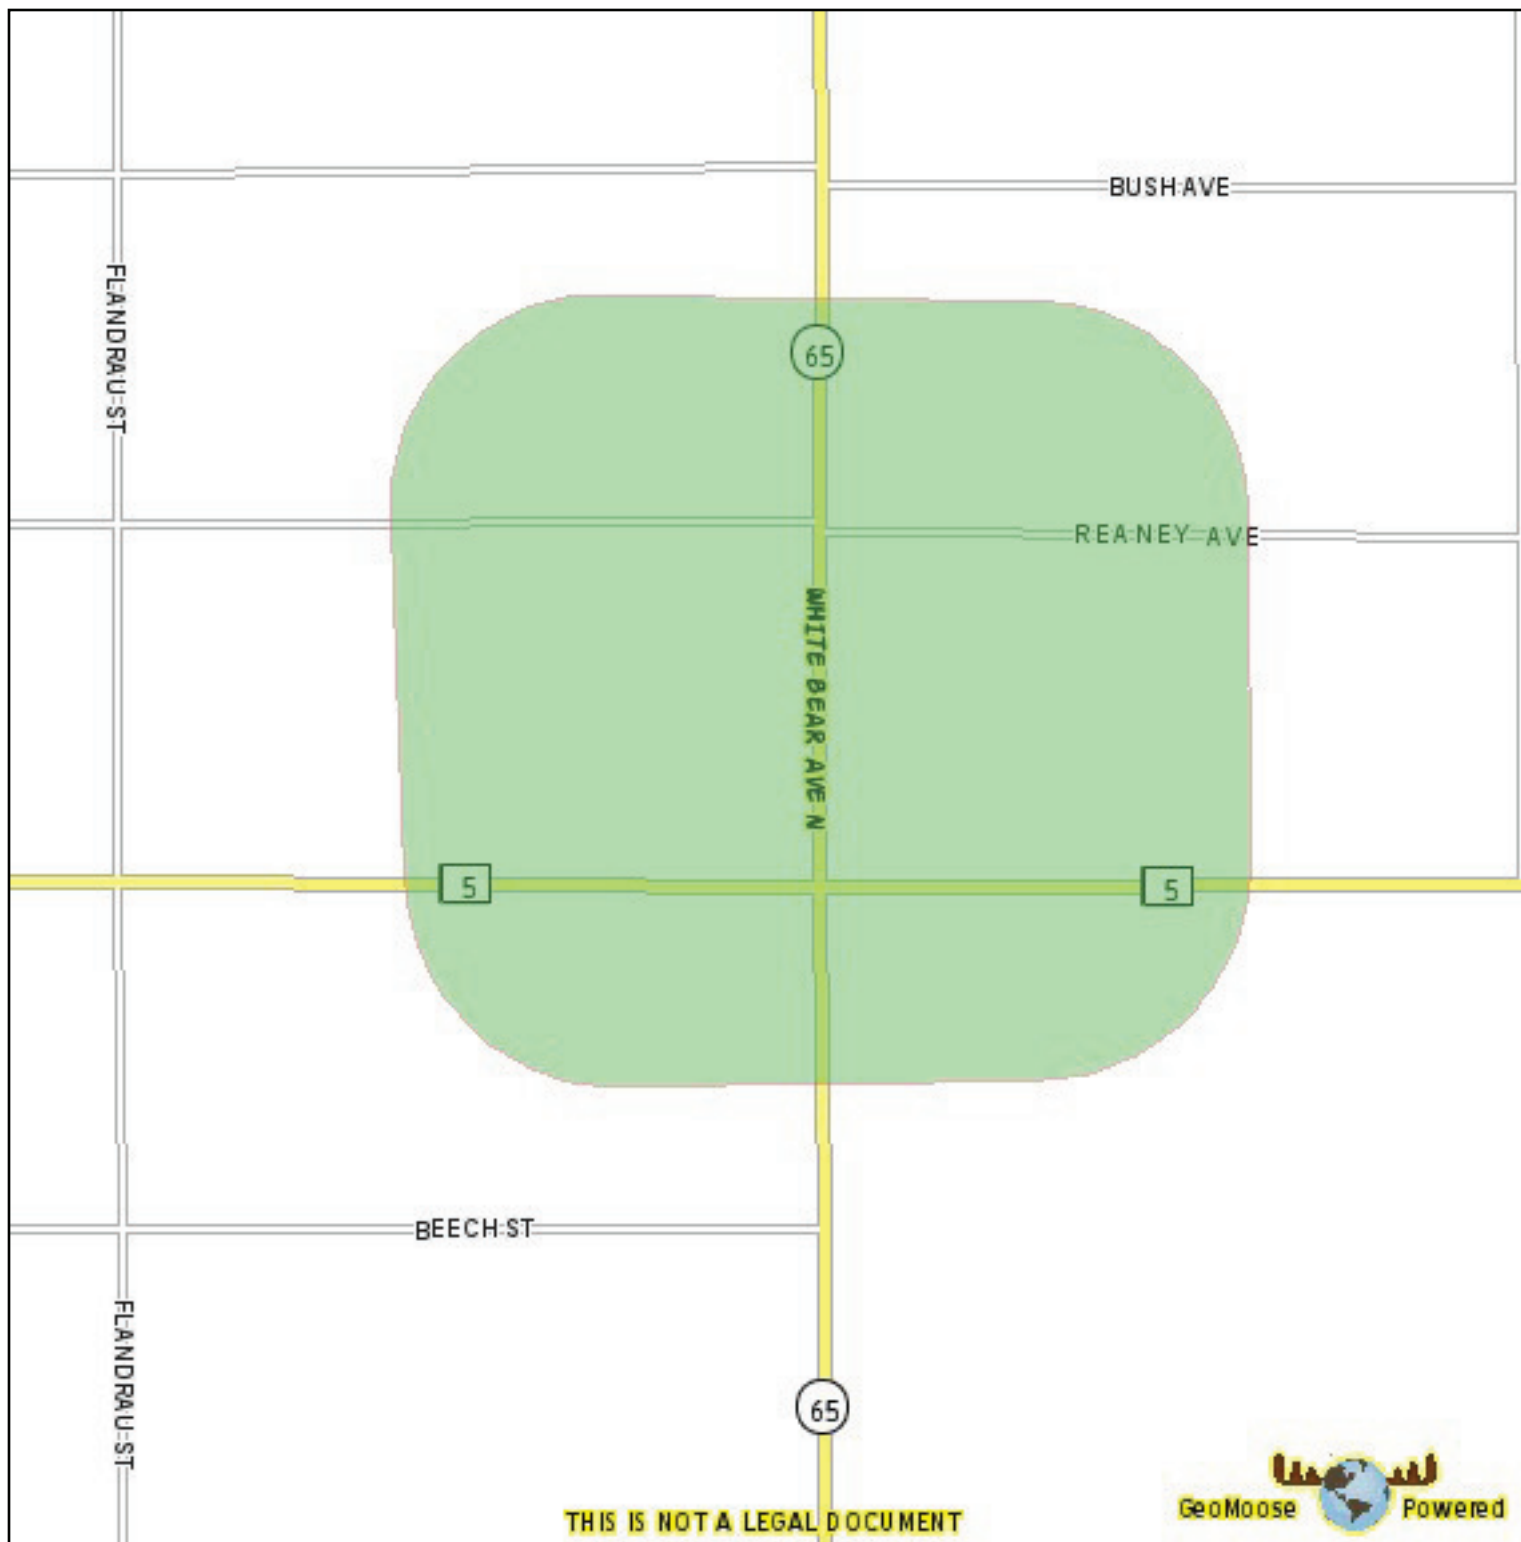 BUSH AVE
FLANDRAU ST
65
REANEY AVE
WHITE BEAR AVE N
5
5
BEECH ST
FLANDRAU ST
65
THIS IS NOT A LEGAL DOCUMENT
GeoMoose Powered